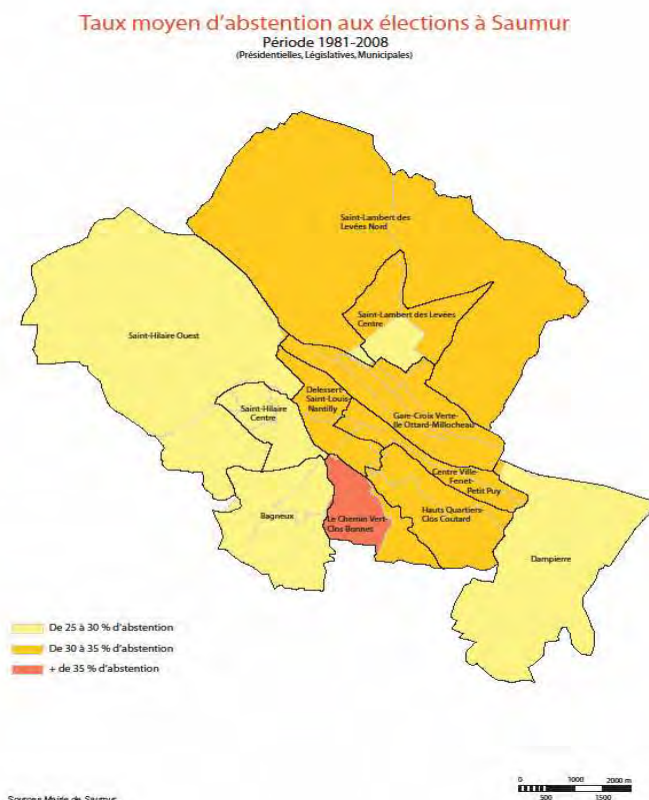 Taux moyen d'abstention aux élections à Saumur
Période 1981-2008
(Présidentielles, Législatives, Municipales)
Saint-Lambert des
Levées Nord
Saint-Lambert des Levées
Centre
Saint-Hilaire Ouest
Delessert-
Saint-Louis-
Nantilly
Saint-Hilaire
Centre
Gare-Croix Verte-
Ile Ottard-Millocheau
Centre Ville-
Fenet-
Petit Puy
Bagneux
Le Chemin Vert-
Clos Bonnet
Hauts Quartiers-
Clos Coutard
Dampierre
De 25 à 30 % d'abstention
De 30 à 35 % d'abstention
+ de 35 % d'abstention
0 1000 2000 m
500 1500
Sources Mairie de Saumur